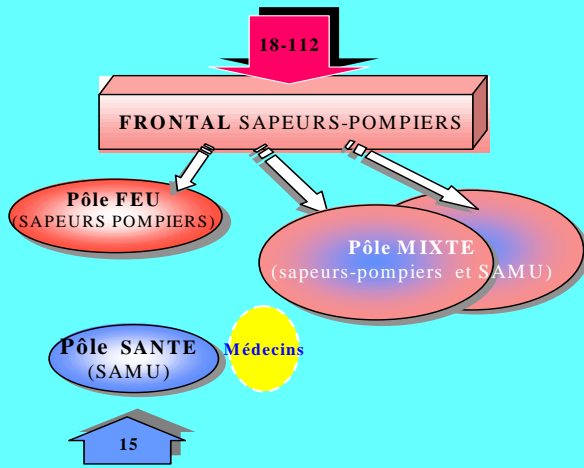 18-112
FRONTAL SAPEURS-POMPIERS
Pôle FEU
(SAPEURS POMPIERS)
Pôle MIXTE
(sapeurs-pompiers et SAMU)
Pôle SANTE
(SAMU)
Médecins
15